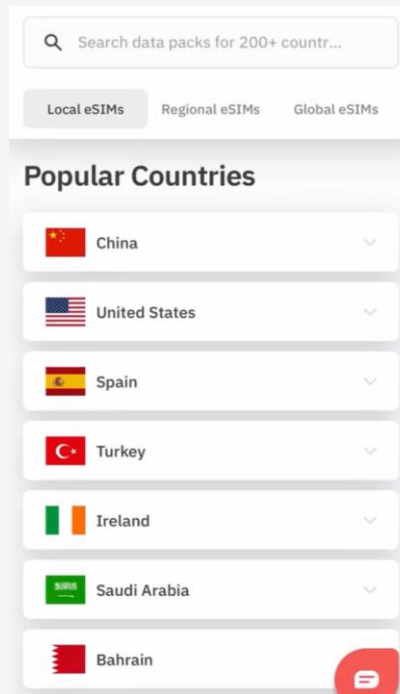 Search data packs for 200+ countr...
Local eSIMs
Regional eSIMs
Global eSIMs
Popular Countries
China
United States
Spain
Turkey
Ireland
Saudi Arabia
Bahrain